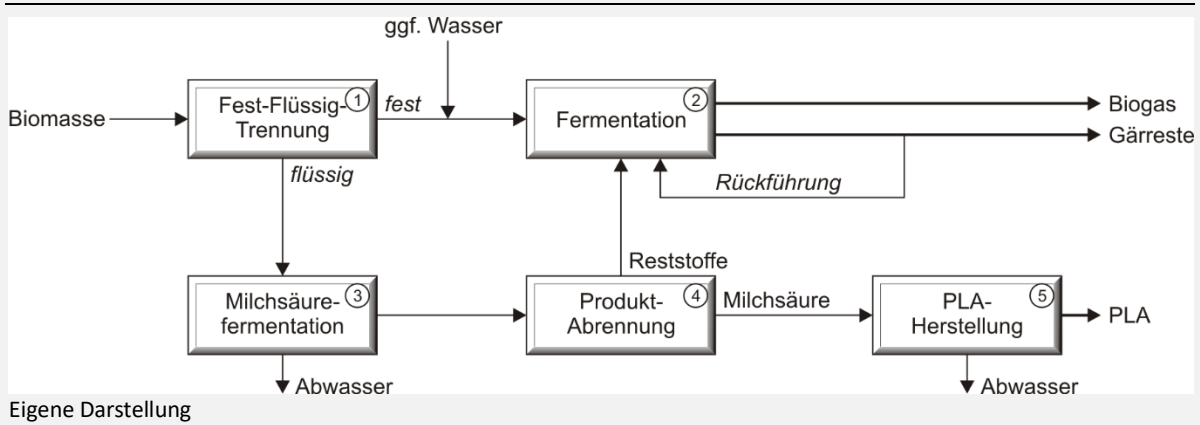 ggf. Wasser
Biomasse
Fest-Flüssig-
Trennung
1
fest
Fermentation
2
Biogas
Gärreste
flüssig
Rückführung
Reststoffe
Milchsäure-
fermentation
3
Produkt-
Abrennung
4
Milchsäure
PLA-
Herstellung
5
PLA
Abwasser
Abwasser
Eigene Darstellung